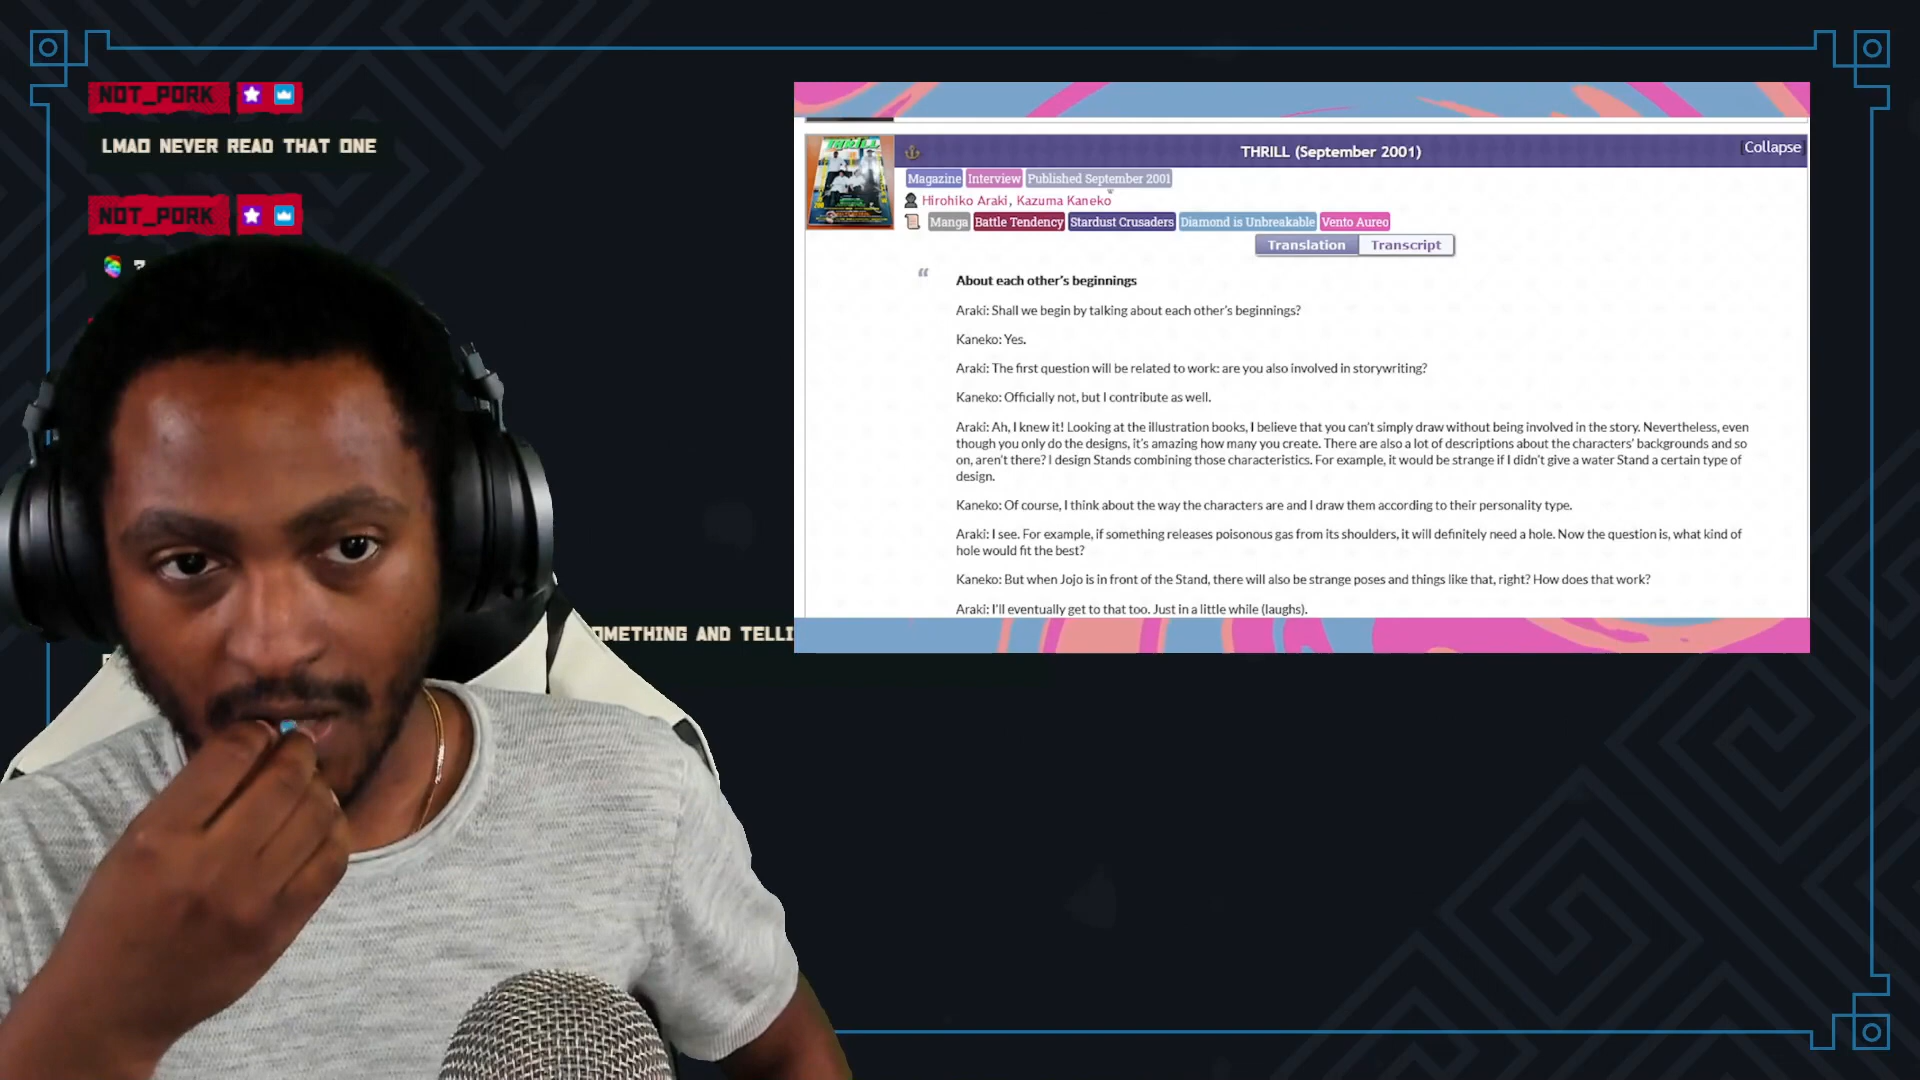 NOT_PORK
LMAO NEVER READ THAT ONE
NOT_PORK
OMETHING AND TELLI
THRILL
THRILL (September 2001)
Collapse
Magazine Interview Published September 2001
Hirohiko Araki, Kazuma Kaneko
Manga Battle Tendency Stardust Crusaders Diamond is Unbreakable Vento Aureo
Translation Transcript
“
About each other's beginnings
Araki: Shall we begin by talking about each other's beginnings?
Kaneko: Yes.
Araki: The first question will be related to work: are you also involved in storywriting?
Kaneko: Officially not, but I contribute as well.
Araki: Ah, I knew it! Looking at the illustration books, I believe that you can't simply draw without being involved in the story. Nevertheless, even
though you only do the designs, it's amazing how many you create. There are also a lot of descriptions about the characters' backgrounds and so
on, aren't there? I design Stands combining those characteristics. For example, it would be strange if I didn't give a water Stand a certain type of
design.
Kaneko: Of course, I think about the way the characters are and I draw them according to their personality type.
Araki: I see. For example, if something releases poisonous gas from its shoulders, it will definitely need a hole. Now the question is, what kind of
hole would fit the best?
Kaneko: But when Jojo is in front of the Stand, there will also be strange poses and things like that, right? How does that work?
Araki: I'll eventually get to that too. Just in a little while (laughs).